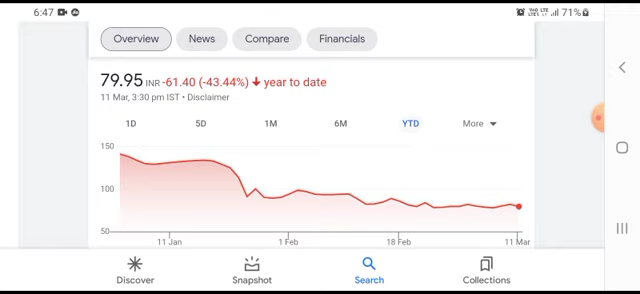 6:47 71%
Overview News Compare Financials
79.95 INR -61.40 (-43.44%) year to date
11 Mar, 3:30 pm IST • Disclaimer
1D 5D 1M 6M YTD More
150
100
50
11 Jan 1 Feb 18 Feb 11 Mar
Discover Snapshot Search Collections